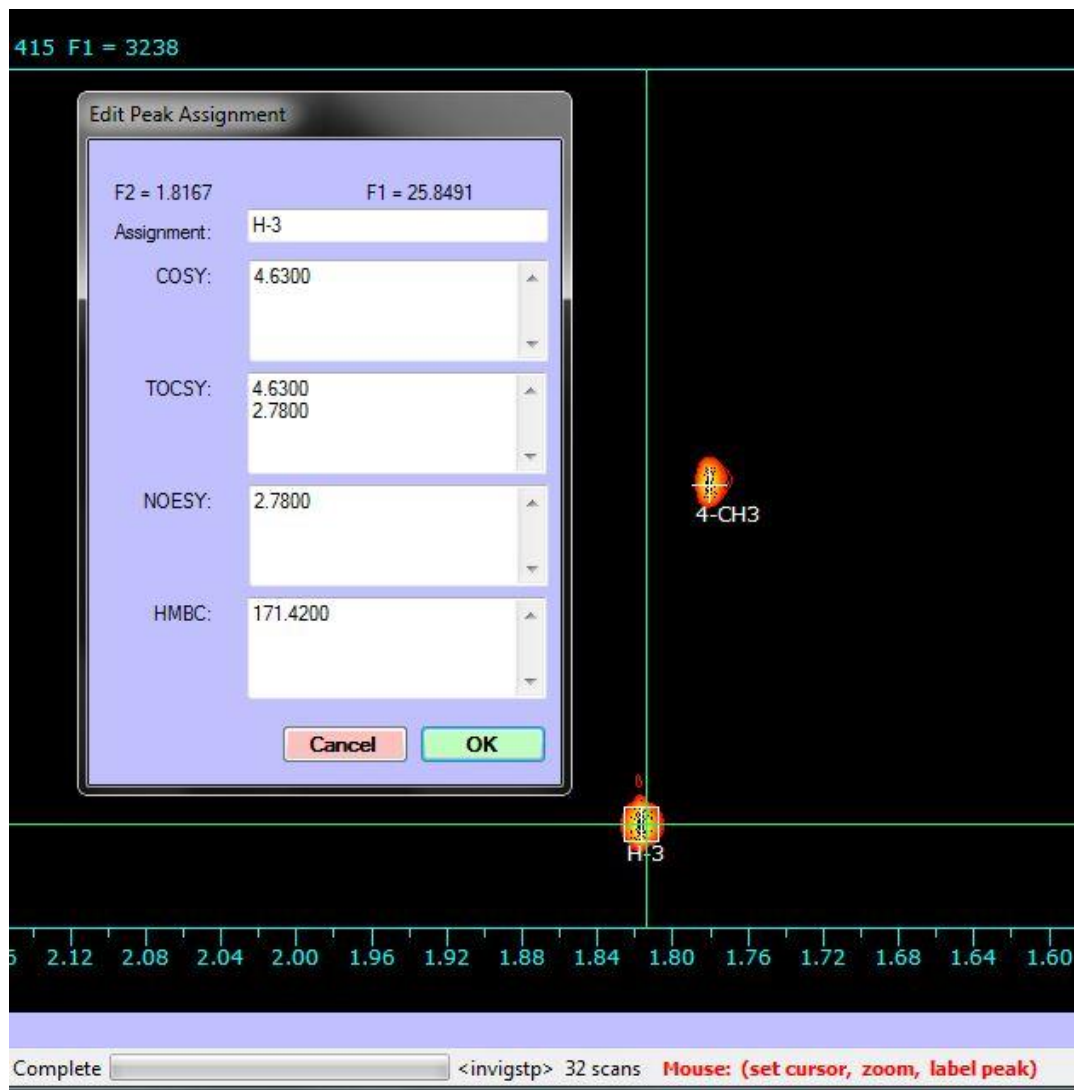 415 F1 = 3238
Edit Peak Assignment
F2 = 1.8167 F1 = 25.8491
Assignment: H-3
COSY: 4.6300
TOCSY: 4.6300
2.7800
NOESY: 2.7800
HMBC: 171.4200
Cancel OK
4-CH3
H-3
2.12 2.08 2.04 2.00 1.96 1.92 1.88 1.84 1.80 1.76 1.72 1.68 1.64 1.60
Complete <invigstp> 32 scans Mouse: (set cursor, zoom, label peak)